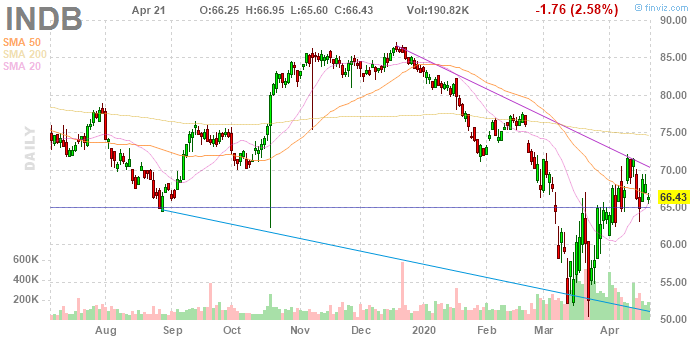 INDB
Apr 21 O:66.25 H:66.95 L:65.60 C:66.43 Vol:190.82K -1.76 (2.58%)
© finviz.com
SMA 50
SMA 200
SMA 20
DAILY
90.00
85.00
80.00
75.00
70.00
66.43
65.00
60.00
55.00
50.00
600K
400K
200K
Aug Sep Oct Nov Dec 2020 Feb Mar Apr